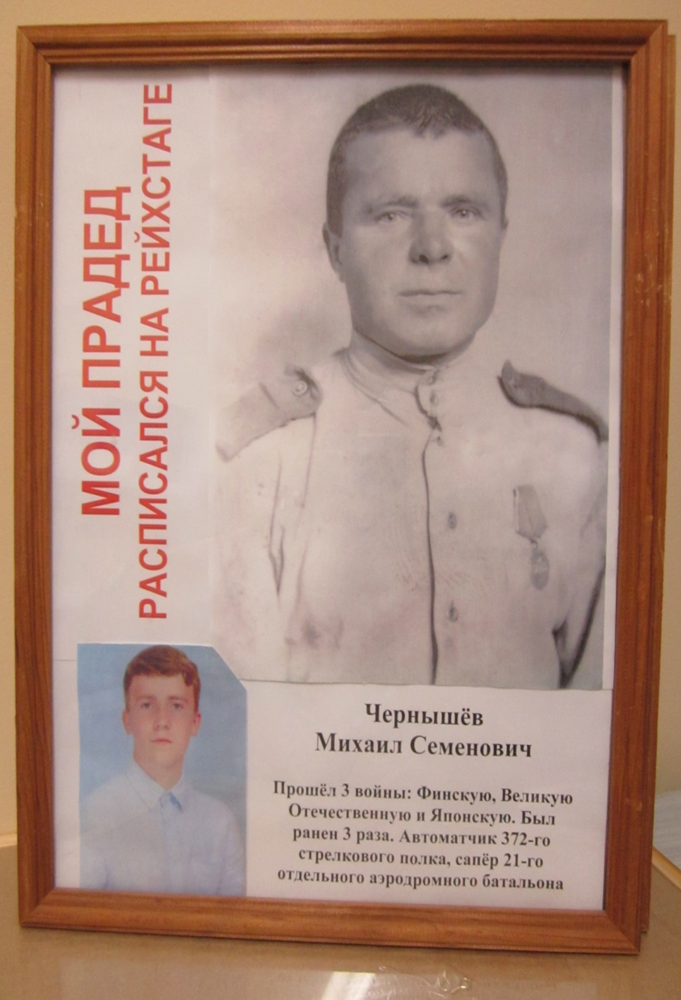 МОЙ ПРАДЕД
РАСПИСАЛСЯ НА РЕЙХСТАГЕ
Чернышёв
Михаил Семенович
Прошёл 3 войны: Финскую, Великую
Отечественную и Японскую. Был
ранен 3 раза. Автоматчик 372-го
стрелкового полка, сапёр 21-го
отдельного аэродромного батальона